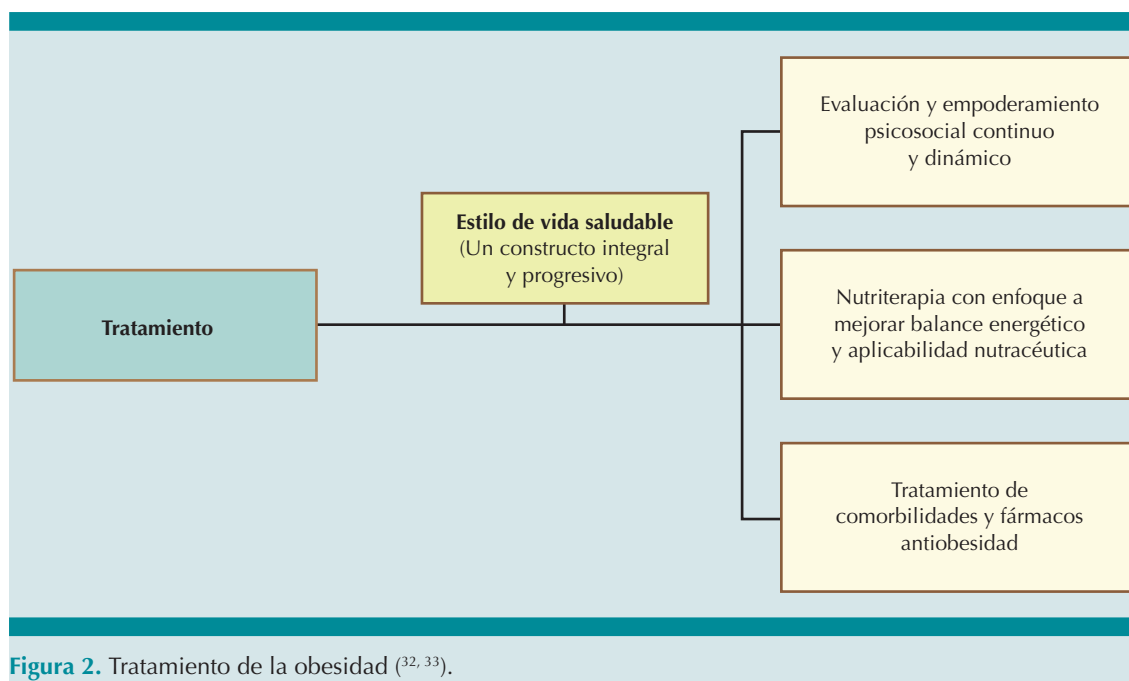 Evaluación y empoderamiento
psicosocial continuo
y dinámico
Estilo de vida saludable
(Un constructo integral
y progresivo)
Tratamiento
Nutriterapia con enfoque a
mejorar balance energético
y aplicabilidad nutracéutica
Tratamiento de
comorbilidades y fármacos
antiobesidad
Figura 2. Tratamiento de la obesidad (32, 33).